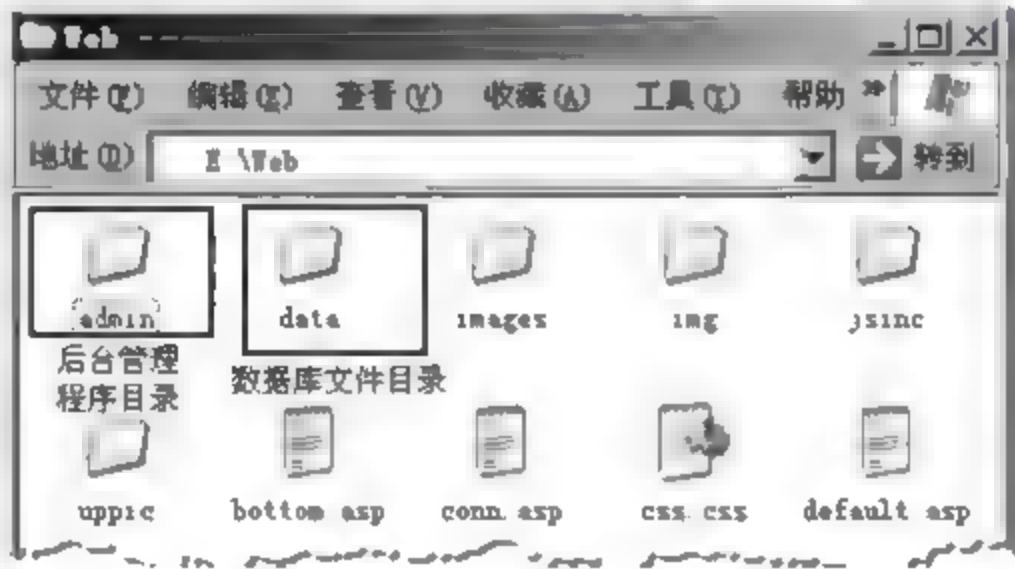 Web
文件(F) 编辑(E) 查看(V) 收藏(A) 工具(T) 帮助 »
地址(D) E \Web 转到
admin data images img jsinc
后台管理
程序目录
数据库文件目录
uppic bottom asp conn. asp css. css default asp